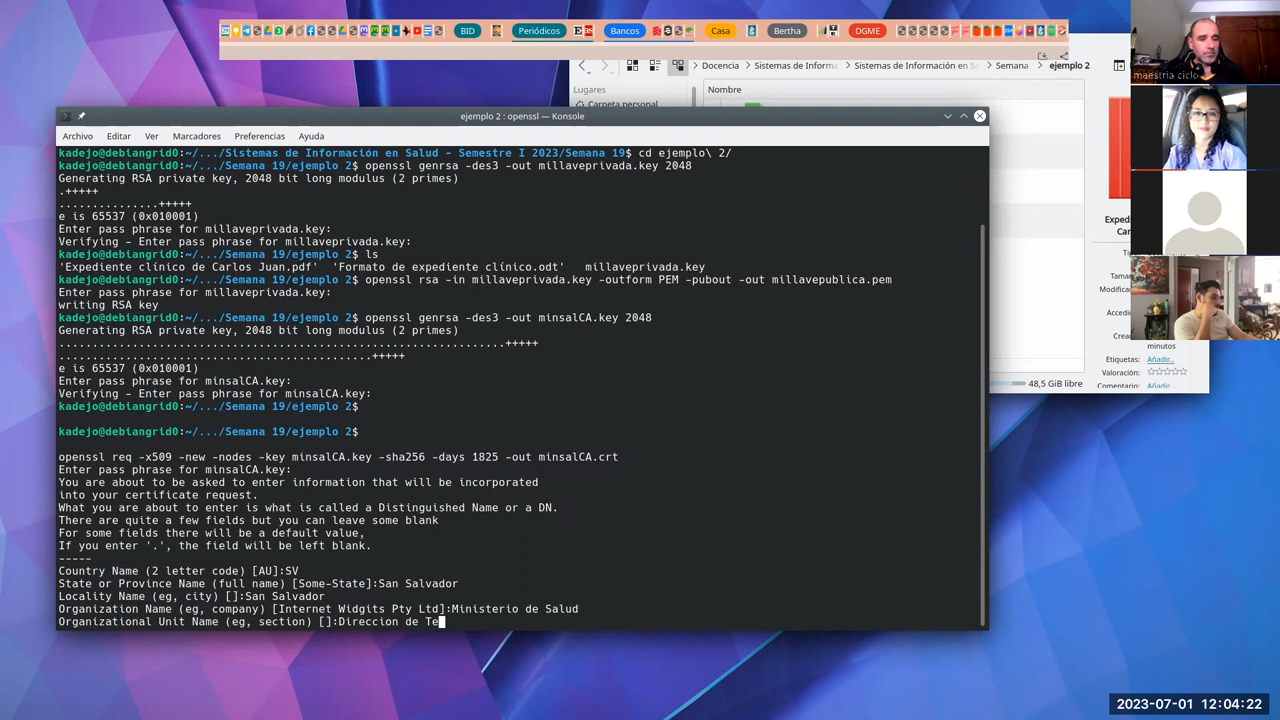 BID Periódicos Bancos Casa Bertha DGME
maestria ciclo
Docencia Sistemas de Informa Sistemas de Información en Sa Semana ejemplo 2
Lugares
Nombre
Carpeta personal
ejemplo 2 : openssl — Konsole
Archivo Editar Ver Marcadores Preferencias Ayuda
kadejo@debiangrid0:~/.../Sistemas de Información en Salud - Semestre I 2023/Semana 19$ cd ejemplo\ 2/
kadejo@debiangrid0:~/.../Semana 19/ejemplo 2$ openssl genrsa -des3 -out millaveprivada.key 2048
Generating RSA private key, 2048 bit long modulus (2 primes)
.+++++
...............+++++
e is 65537 (0x010001)
Enter pass phrase for millaveprivada.key:
Verifying - Enter pass phrase for millaveprivada.key:
kadejo@debiangrid0:~/.../Semana 19/ejemplo 2$ ls
'Expediente clínico de Carlos Juan.pdf'  'Formato de expediente clínico.odt'   millaveprivada.key
kadejo@debiangrid0:~/.../Semana 19/ejemplo 2$ openssl rsa -in millaveprivada.key -outform PEM -pubout -out millavepublica.pem
Enter pass phrase for millaveprivada.key:
writing RSA key
kadejo@debiangrid0:~/.../Semana 19/ejemplo 2$ openssl genrsa -des3 -out minsalCA.key 2048
Generating RSA private key, 2048 bit long modulus (2 primes)
...................................................................+++++
...............................................+++++
e is 65537 (0x010001)
Enter pass phrase for minsalCA.key:
Verifying - Enter pass phrase for minsalCA.key:
kadejo@debiangrid0:~/.../Semana 19/ejemplo 2$
kadejo@debiangrid0:~/.../Semana 19/ejemplo 2$
openssl req -x509 -new -nodes -key minsalCA.key -sha256 -days 1825 -out minsalCA.crt
Enter pass phrase for minsalCA.key:
You are about to be asked to enter information that will be incorporated
into your certificate request.
What you are about to enter is what is called a Distinguished Name or a DN.
There are quite a few fields but you can leave some blank
For some fields there will be a default value,
If you enter '.', the field will be left blank.
-----
Country Name (2 letter code) [AU]:SV
State or Province Name (full name) [Some-State]:San Salvador
Locality Name (eg, city) []:San Salvador
Organization Name (eg, company) [Internet Widgits Pty Ltd]:Ministerio de Salud
Organizational Unit Name (eg, section) []:Direccion de Te
Expedi
Car
Ti
Tama
Modificac
Accedi
Crea
minutos
Etiquetas: Añadir...
Valoración:
Comentario: Añadir...
48,5 GiB libre
2023-07-01 12:04:22